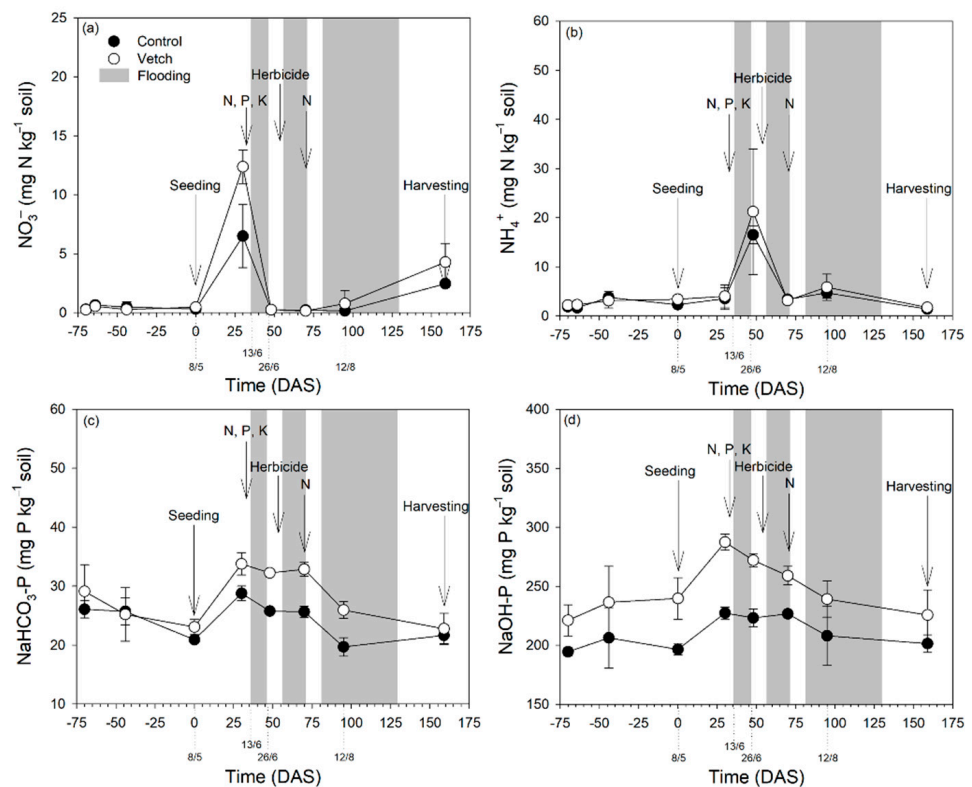 (a)
Control
Vetch
Flooding
Herbicide
N, P, K
N
Seeding
Harvesting
30
25
20
15
10
5
0
NO₃⁻ (mg N kg⁻¹ soil)
-75 -50 -25 0 25 50 75 100 125 150 175
8/5 13/6 26/6 12/8
Time (DAS)
(b)
Herbicide
N, P, K
N
Seeding
Harvesting
60
50
40
30
20
10
0
NH₄⁺ (mg N kg⁻¹ soil)
-75 -50 -25 0 25 50 75 100 125 150 175
8/5 13/6 26/6 12/8
Time (DAS)
(c)
N, P, K
Herbicide
N
Seeding
Harvesting
60
50
40
30
20
10
NaHCO₃-P (mg P kg⁻¹ soil)
-75 -50 -25 0 25 50 75 100 125 150 175
8/5 13/6 26/6 12/8
Time (DAS)
(d)
N, P, K
Herbicide
N
Seeding
Harvesting
400
350
300
250
200
150
NaOH-P (mg P kg⁻¹ soil)
-75 -50 -25 0 25 50 75 100 125 150 175
8/5 13/6 26/6 12/8
Time (DAS)